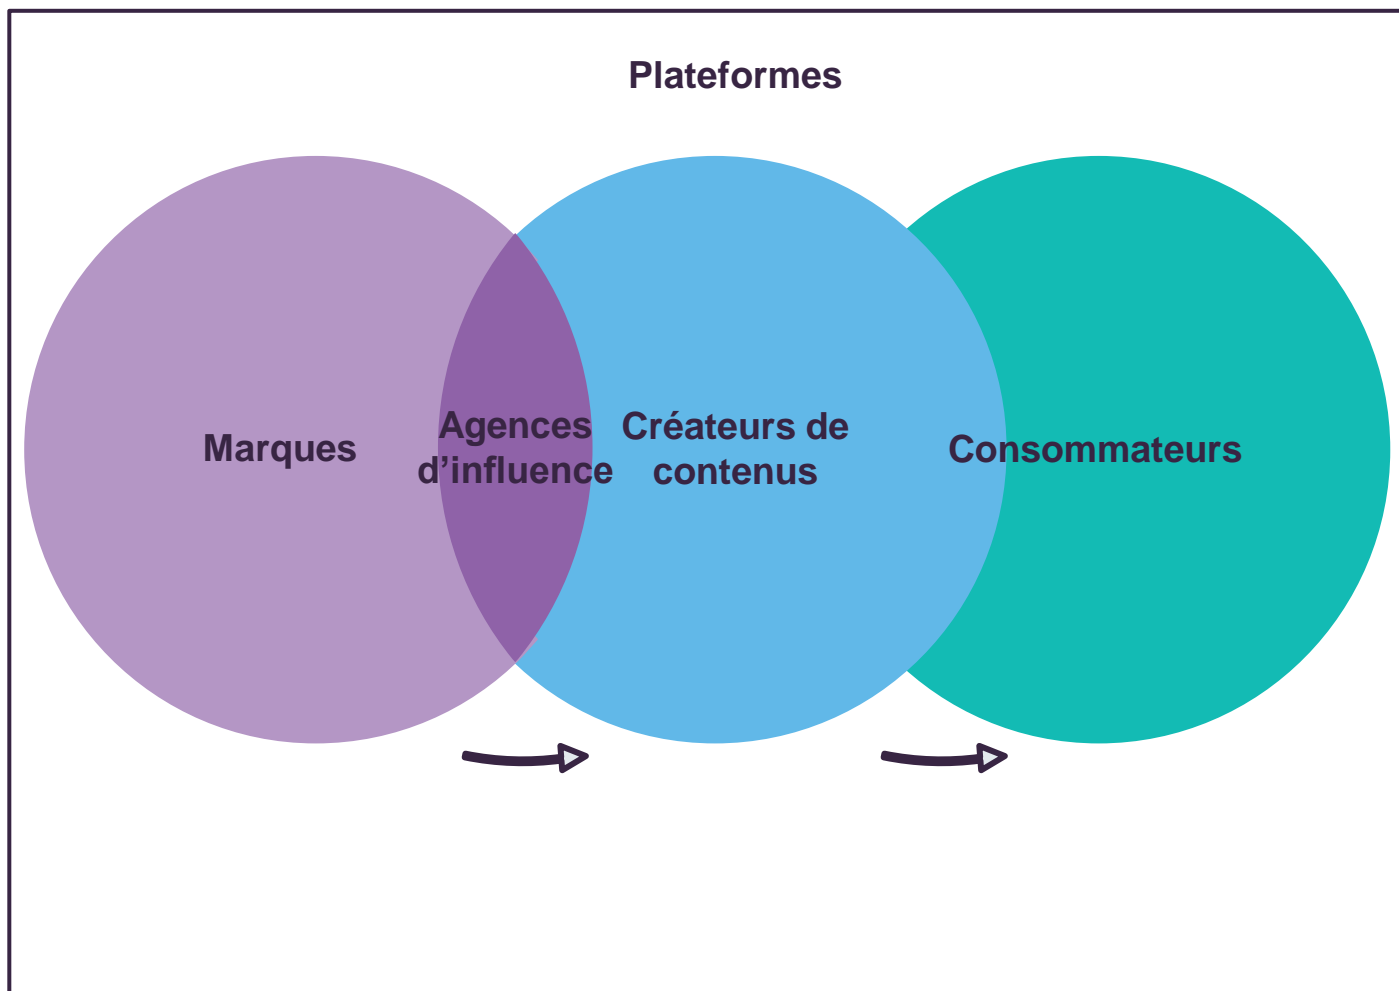 Plateformes
Marques
Agences
d’influence
Créateurs de
contenus
Consommateurs